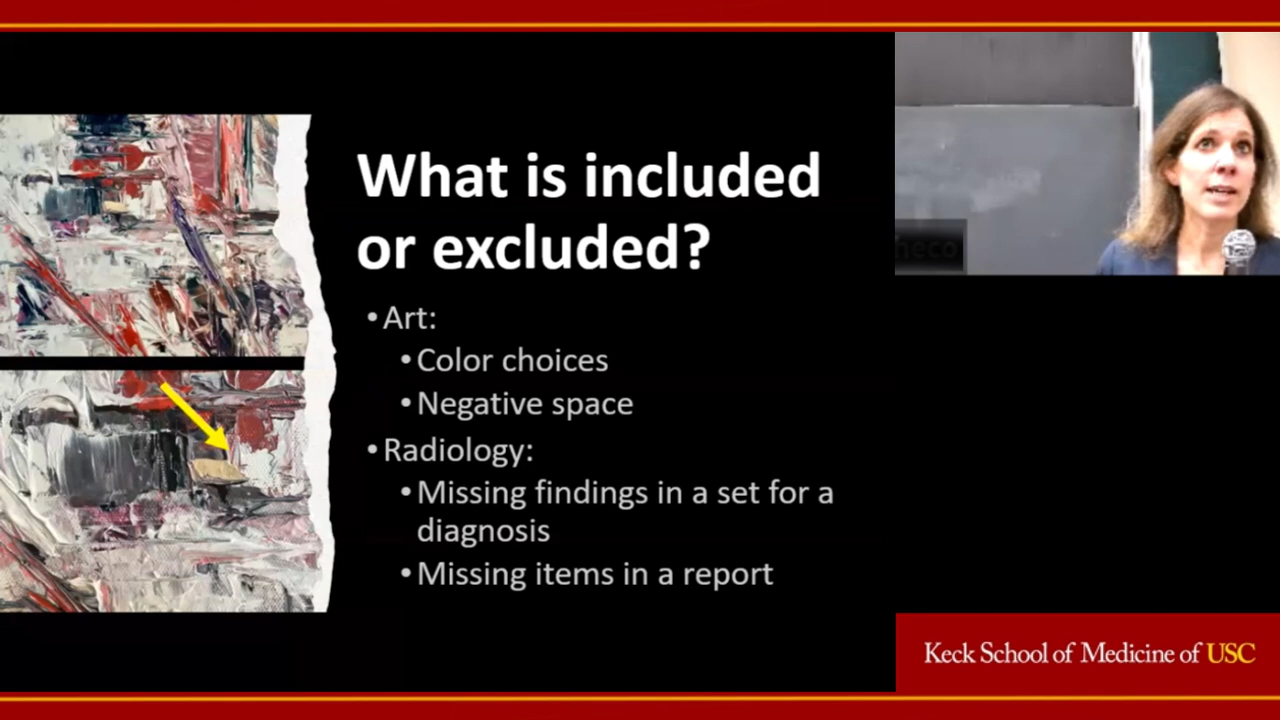 What is included
or excluded?
•Art:
•Color choices
•Negative space
•Radiology:
•Missing findings in a set for a
diagnosis
•Missing items in a report
Keck School of Medicine of USC